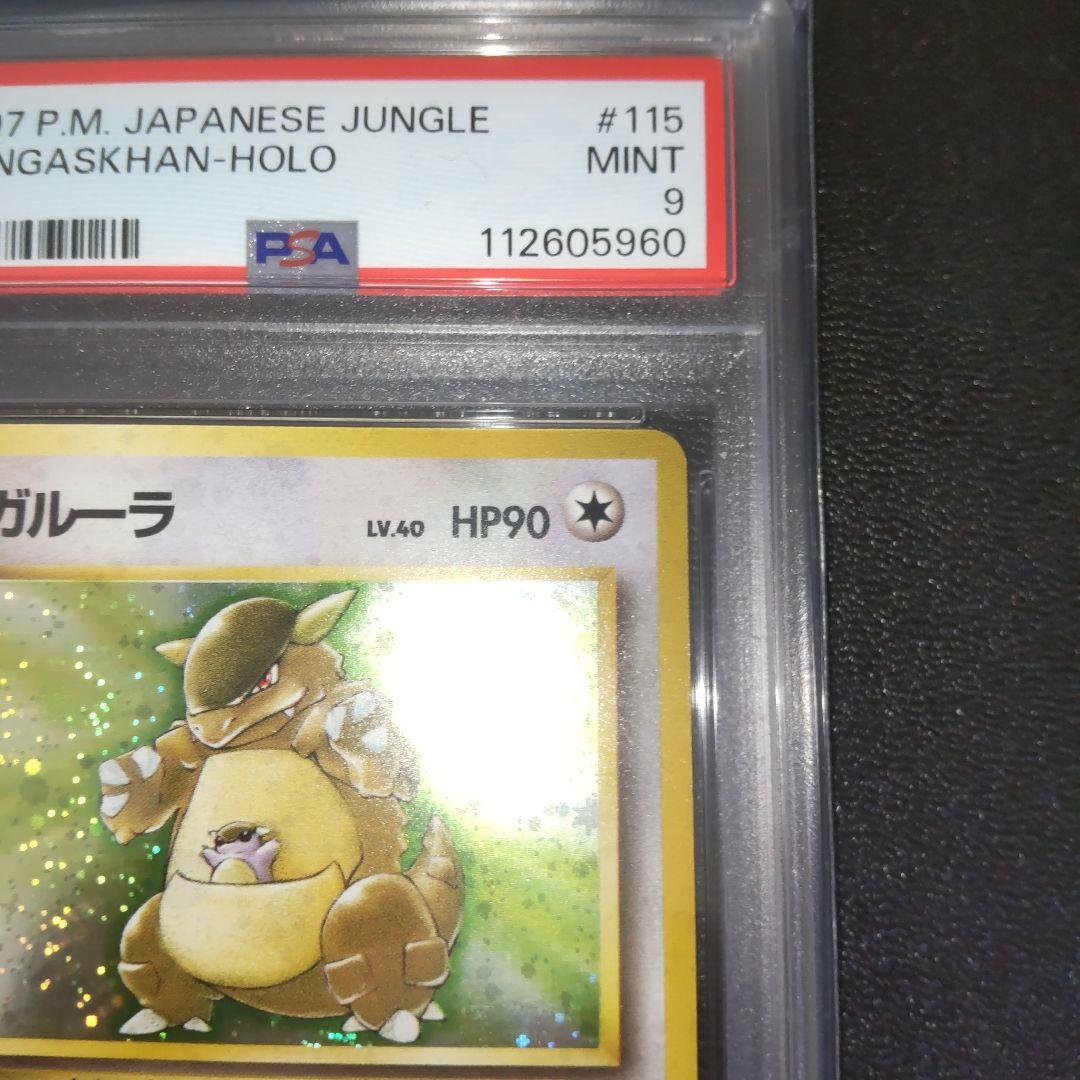 97 P.M. JAPANESE JUNGLE #115
NGASKHAN-HOLO MINT
9
PSA 112605960
ガルーラ LV.40 HP90